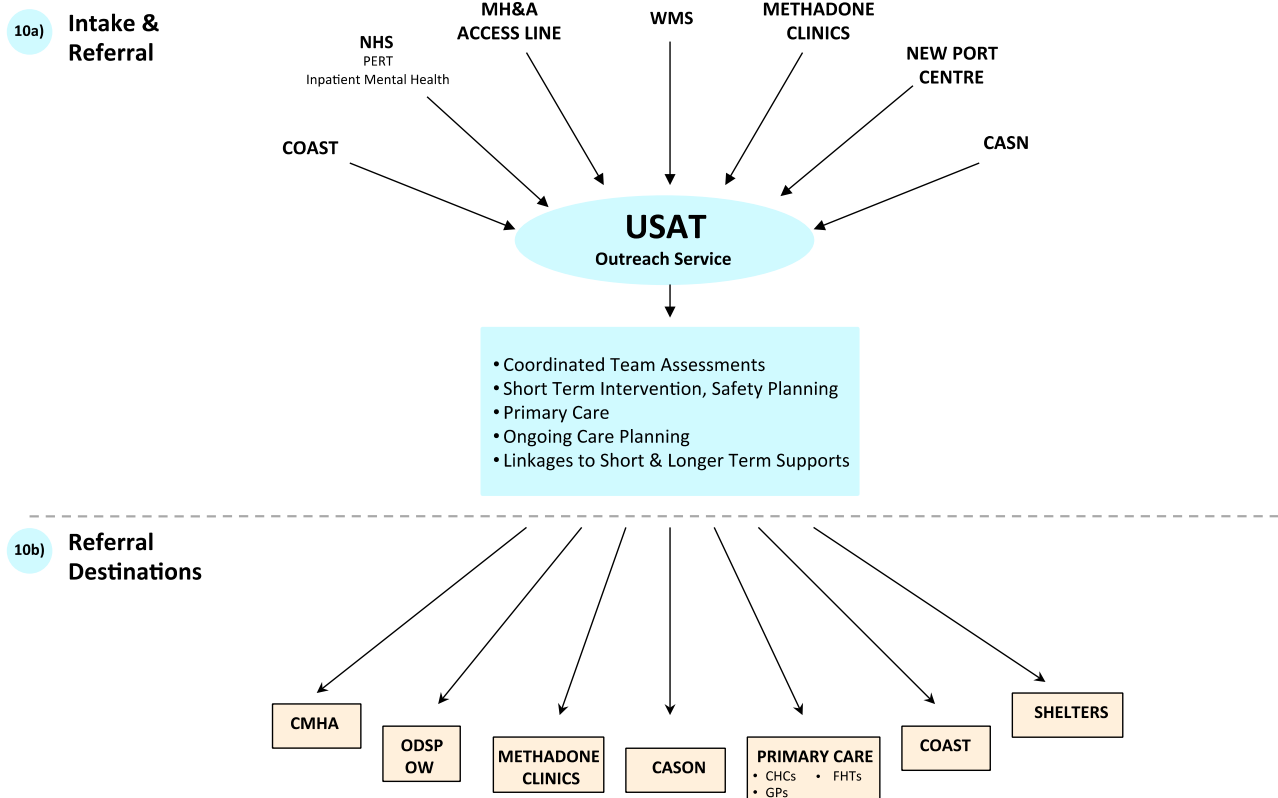 10a)
Intake &
Referral
MH&A
ACCESS LINE
WMS
METHADONE
CLINICS
NHS
PERT
Inpatient Mental Health
NEW PORT
CENTRE
COAST
CASN
USAT
Outreach Service
• Coordinated Team Assessments
• Short Term Intervention, Safety Planning
• Primary Care
• Ongoing Care Planning
• Linkages to Short & Longer Term Supports
10b)
Referral
Destinations
CMHA
ODSP
OW
METHADONE
CLINICS
CASON
PRIMARY CARE
• CHCs • FHTs
• GPs
COAST
SHELTERS